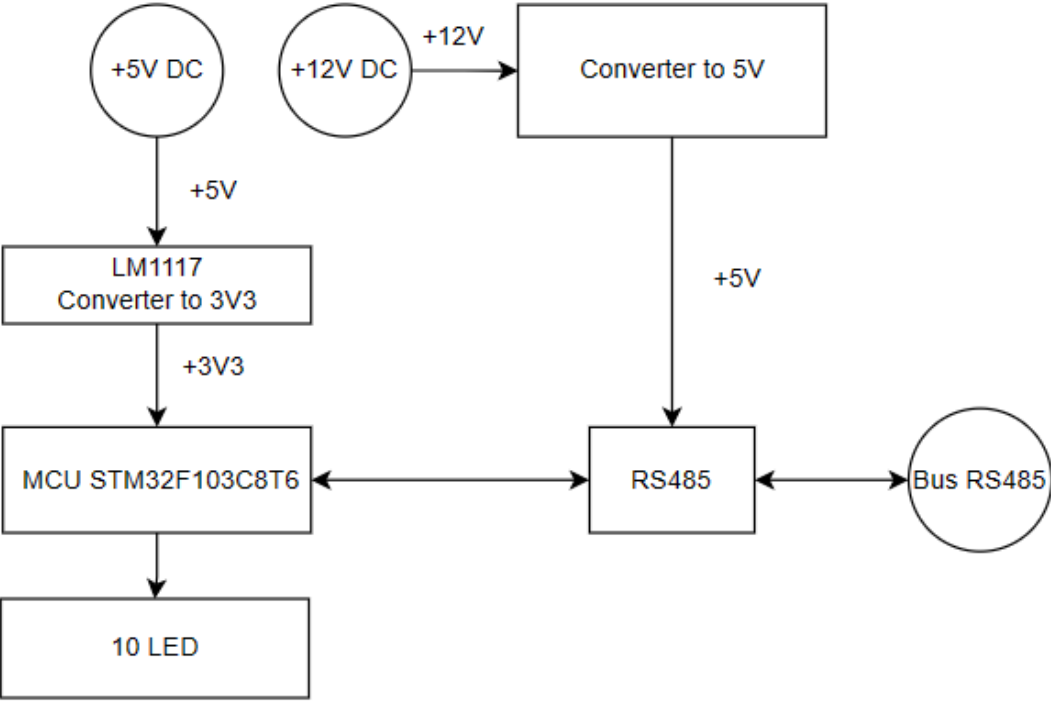 +5V DC
+12V DC
+12V
Converter to 5V
+5V
LM1117
Converter to 3V3
+5V
+3V3
MCU STM32F103C8T6
RS485
Bus RS485
10 LED